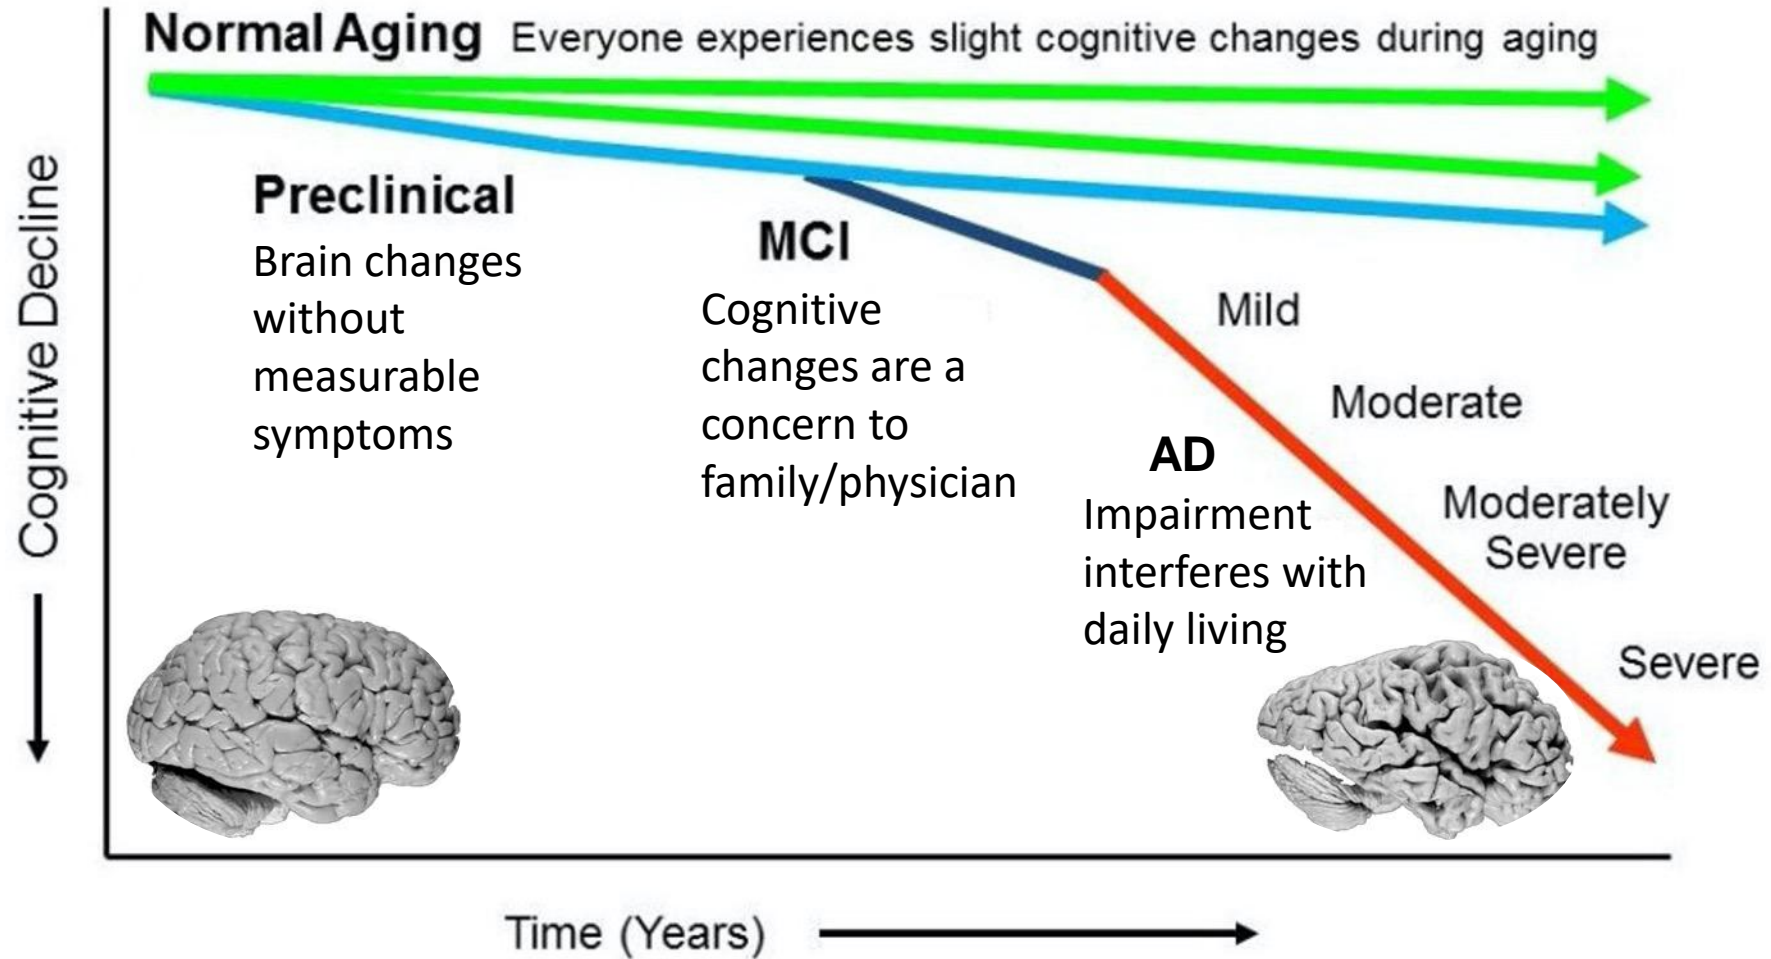 Normal Aging Everyone experiences slight cognitive changes during aging
Cognitive Decline
Preclinical
Brain changes
without
measurable
symptoms
MCI
Cognitive
changes are a
concern to
family/physician
AD
Impairment
interferes with
daily living
Mild
Moderate
Moderately
Severe
Severe
Time (Years)